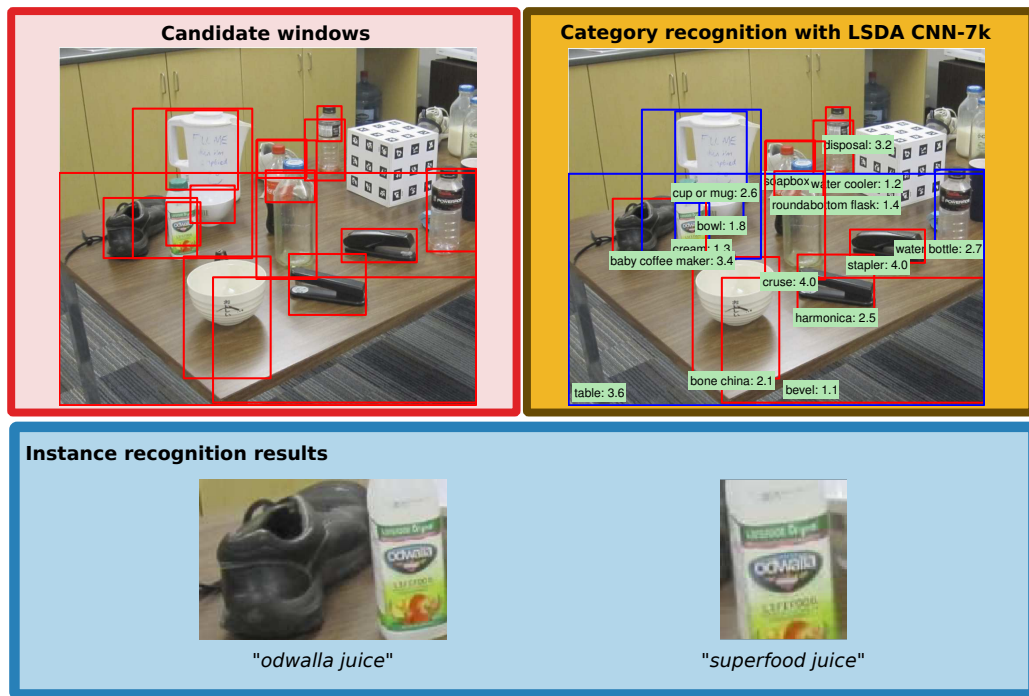 Candidate windows
Category recognition with LSDA CNN-7k
FILL ME
disposal: 3.2
soapbox
water cooler: 1.2
cup or mug: 2.6
roundabottom flask: 1.4
bowl: 1.8
cream: 1.3
water bottle: 2.7
baby coffee maker: 3.4
stapler: 4.0
cruse: 4.0
harmonica: 2.5
bone china: 2.1
bevel: 1.1
table: 3.6
Instance recognition results
odwalla
odwalla
"odwalla juice"
"superfood juice"